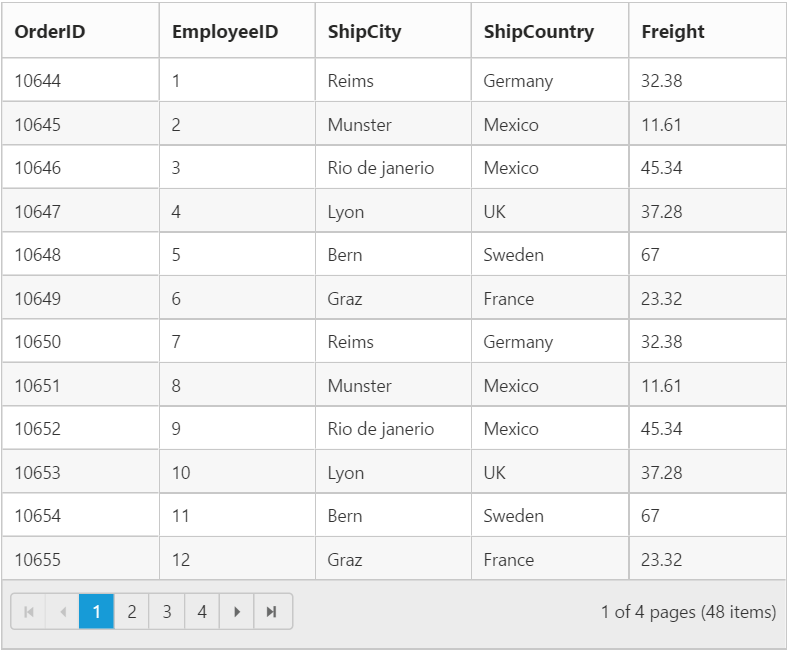 OrderID EmployeeID ShipCity ShipCountry Freight
10644 1 Reims Germany 32.38
10645 2 Munster Mexico 11.61
10646 3 Rio de janerio Mexico 45.34
10647 4 Lyon UK 37.28
10648 5 Bern Sweden 67
10649 6 Graz France 23.32
10650 7 Reims Germany 32.38
10651 8 Munster Mexico 11.61
10652 9 Rio de janerio Mexico 45.34
10653 10 Lyon UK 37.28
10654 11 Bern Sweden 67
10655 12 Graz France 23.32
1 2 3 4 1 of 4 pages (48 items)